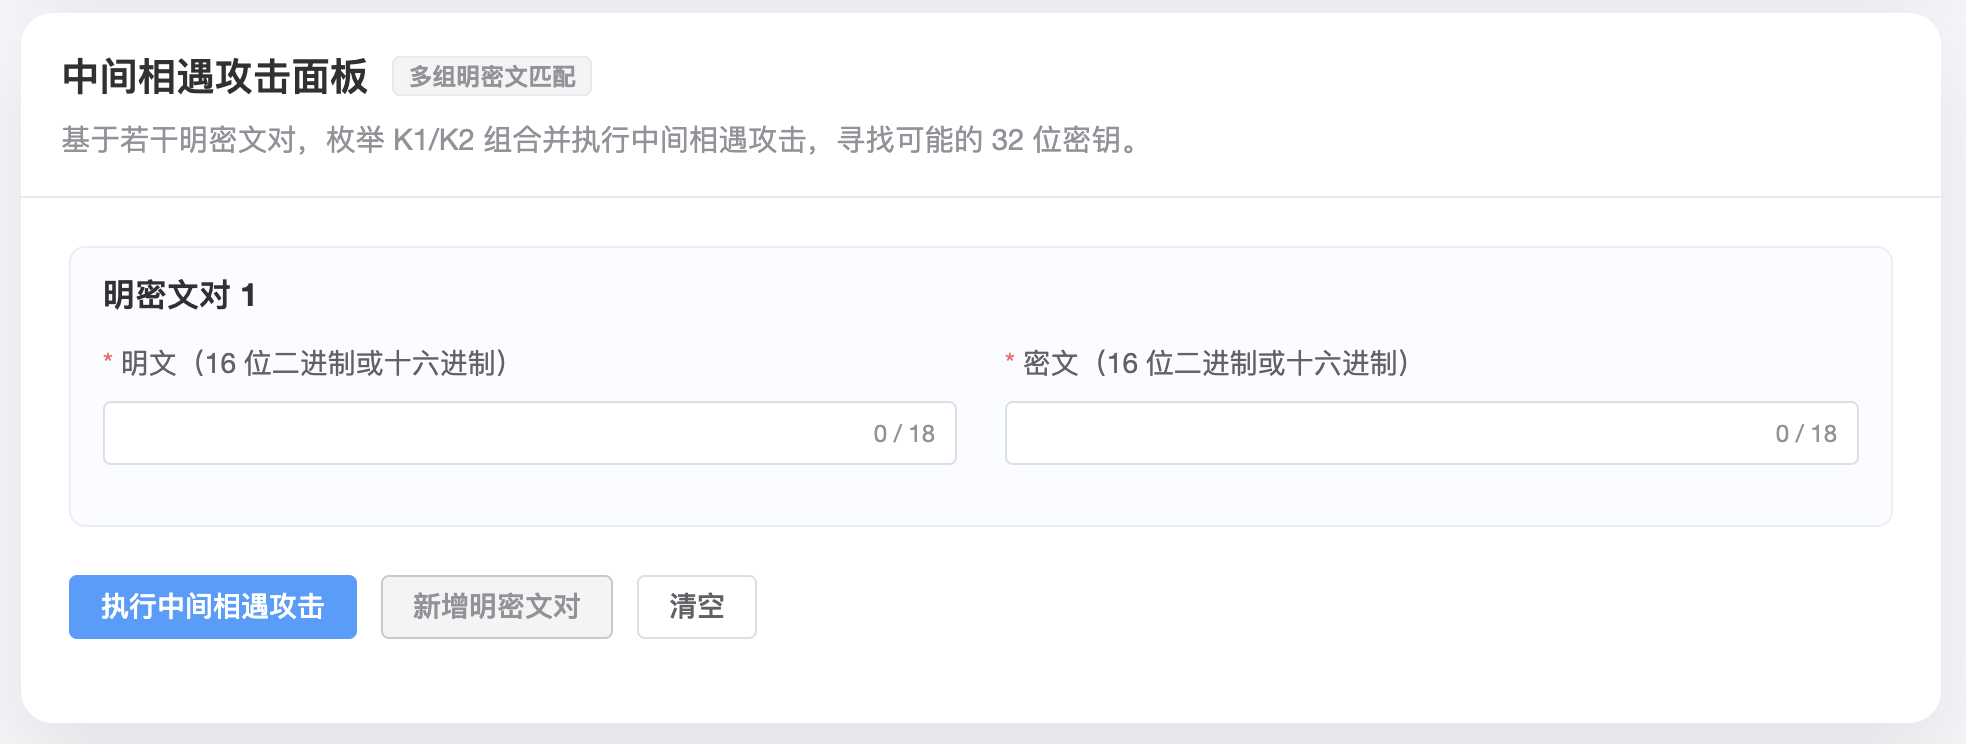 中间相遇攻击面板 多组明密文匹配
基于若干明密文对，枚举 K1/K2 组合并执行中间相遇攻击，寻找可能的 32 位密钥。
明密文对 1
* 明文（16 位二进制或十六进制） * 密文（16 位二进制或十六进制）
0 / 18 0 / 18
执行中间相遇攻击 新增明密文对 清空